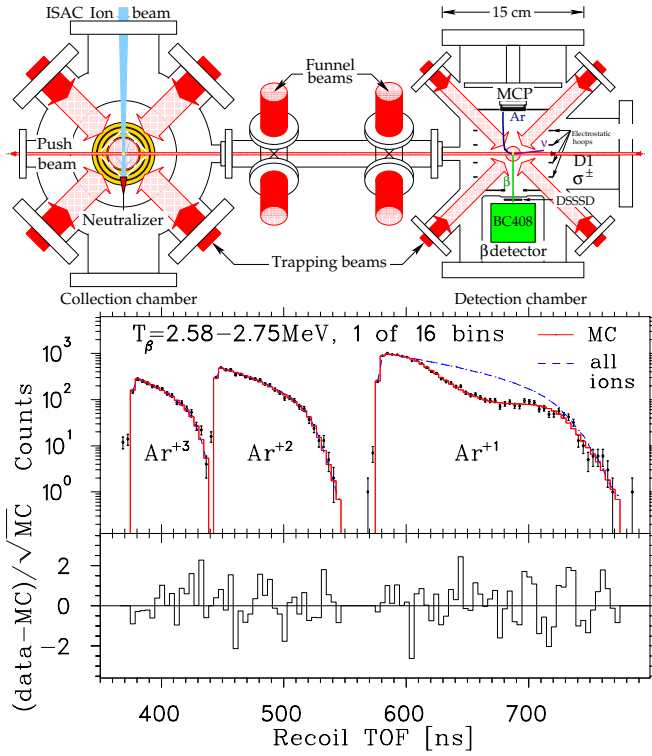 ISAC Ion beam
15 cm
Funnel
beams
MCP
Ar
Electrostatic
hoops
Push
beam
ν
D1
σ±
β
Neutralizer
DSSSD
BC408
Trapping beams
β detector
Collection chamber
Detection chamber
Tβ=2.58−2.75MeV, 1 of 16 bins
MC
all
ions
10³
10²
10¹
10⁰
Counts
Ar⁺³
Ar⁺²
Ar⁺¹
(data−MC)/√MC
2
0
−2
400
500
600
700
Recoil TOF [ns]